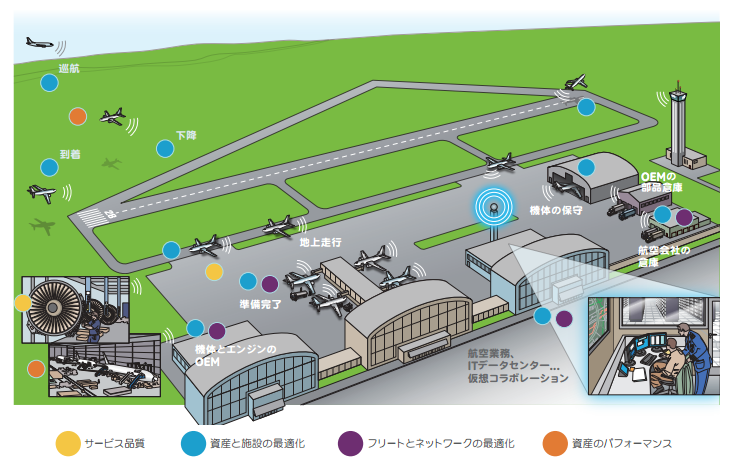 巡航
下降
到着
OEMの
部品倉庫
機体の保守
地上走行
航空会社の
倉庫
準備完了
機体とエンジンの
OEM
航空業務、
ITデータセンター...
仮想コラボレーション
サービス品質
資産と施設の最適化
フリートとネットワークの最適化
資産のパフォーマンス